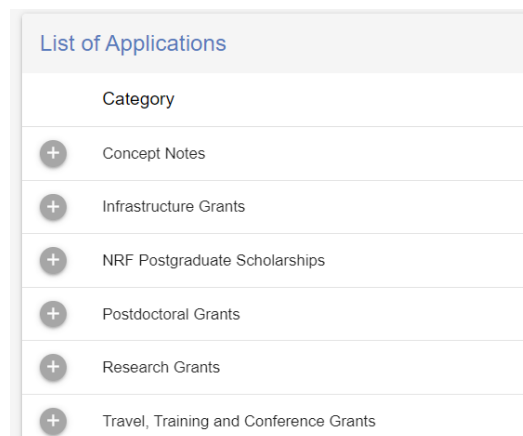 List of Applications
Category
Concept Notes
Infrastructure Grants
NRF Postgraduate Scholarships
Postdoctoral Grants
Research Grants
Travel, Training and Conference Grants